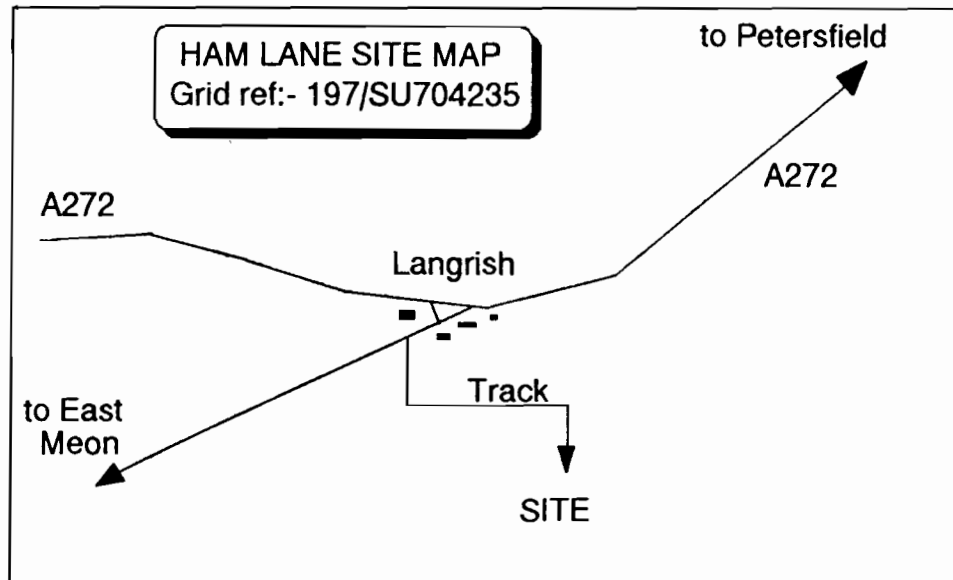 HAM LANE SITE MAP
Grid ref:- 197/SU704235
to Petersfield
A272
A272
Langrish
Track
to East
Meon
SITE